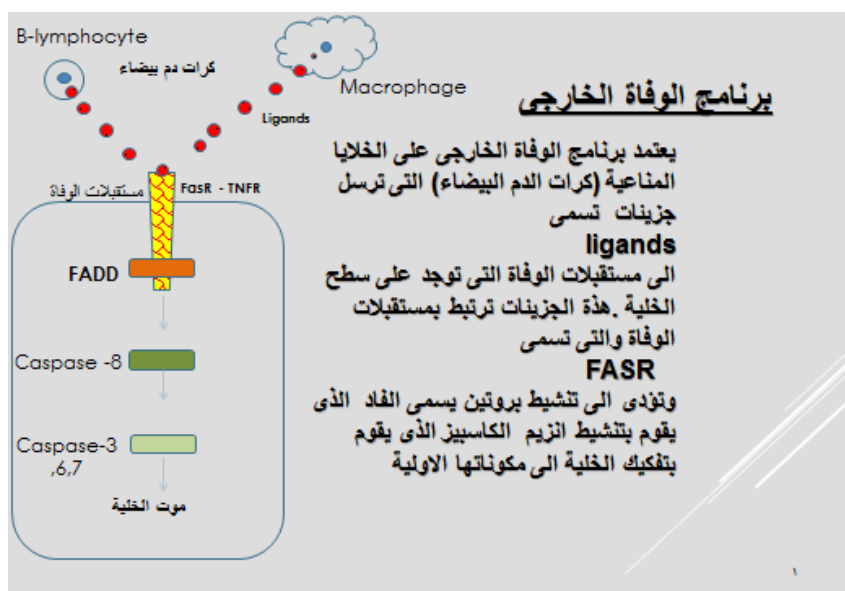 B-lymphocyte
كرات دم بيضاء
Macrophage
Ligands
مستقبلات الوفاة
FasR - TNFR
FADD
Caspase -8
Caspase-3
,6,7
موت الخلية
برنامج الوفاة الخارجى
يعتمد برنامج الوفاة الخارجى على الخلايا
المناعية (كرات الدم البيضاء) التى ترسل
جزينات تسمى
ligands
الى مستقبلات الوفاة التى توجد على سطح
الخلية .هذة الجزينات ترتبط بمستقبلات
الوفاة والتى تسمى
FASR
وتؤدى الى تنشيط بروتين يسمى الفاد الذى
يقوم بتنشيط انزيم الكاسبيز الذى يقوم
بتفكيك الخلية الى مكوناتها الاولية
١